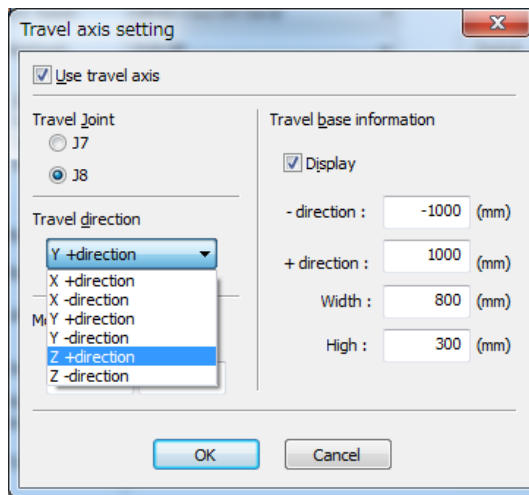 Travel axis setting
Use travel axis
Travel Joint
J7
J8
Travel direction
Y +direction
X +direction
X -direction
Y +direction
Y -direction
Z +direction
Z -direction
Travel base information
Display
- direction : -1000 (mm)
+ direction : 1000 (mm)
Width : 800 (mm)
High : 300 (mm)
OK
Cancel